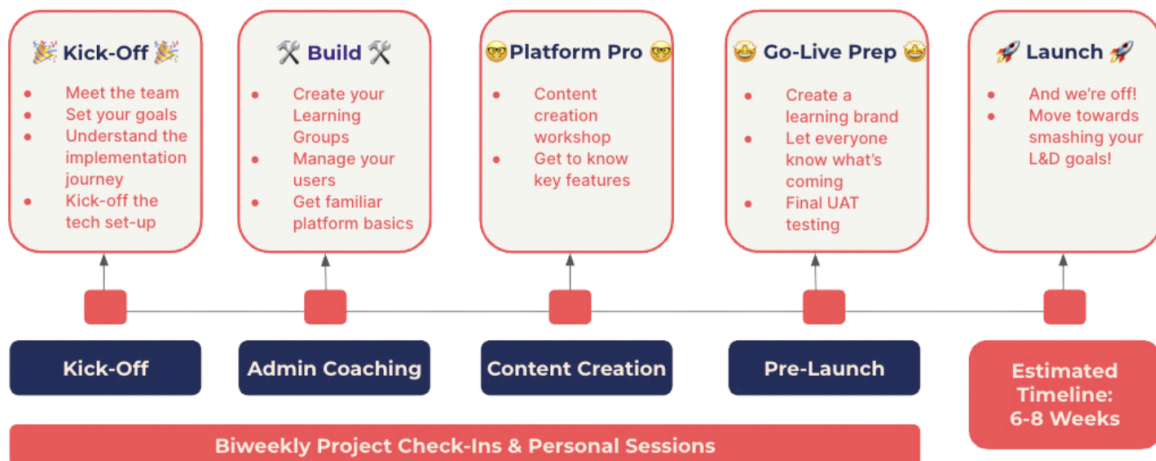 🎉 Kick-Off 🎉
• Meet the team
• Set your goals
• Understand the
implementation
journey
• Kick-off the
tech set-up
🛠 Build 🛠
• Create your
Learning
Groups
• Manage your
users
• Get familiar
platform basics
🤓 Platform Pro 🤓
• Content
creation
workshop
• Get to know
key features
🤩 Go-Live Prep 🤩
• Create a
learning brand
• Let everyone
know what's
coming
• Final UAT
testing
🚀 Launch 🚀
• And we're off!
• Move towards
smashing your
L&D goals!
Kick-Off
Admin Coaching
Content Creation
Pre-Launch
Estimated
Timeline:
6-8 Weeks
Biweekly Project Check-Ins & Personal Sessions